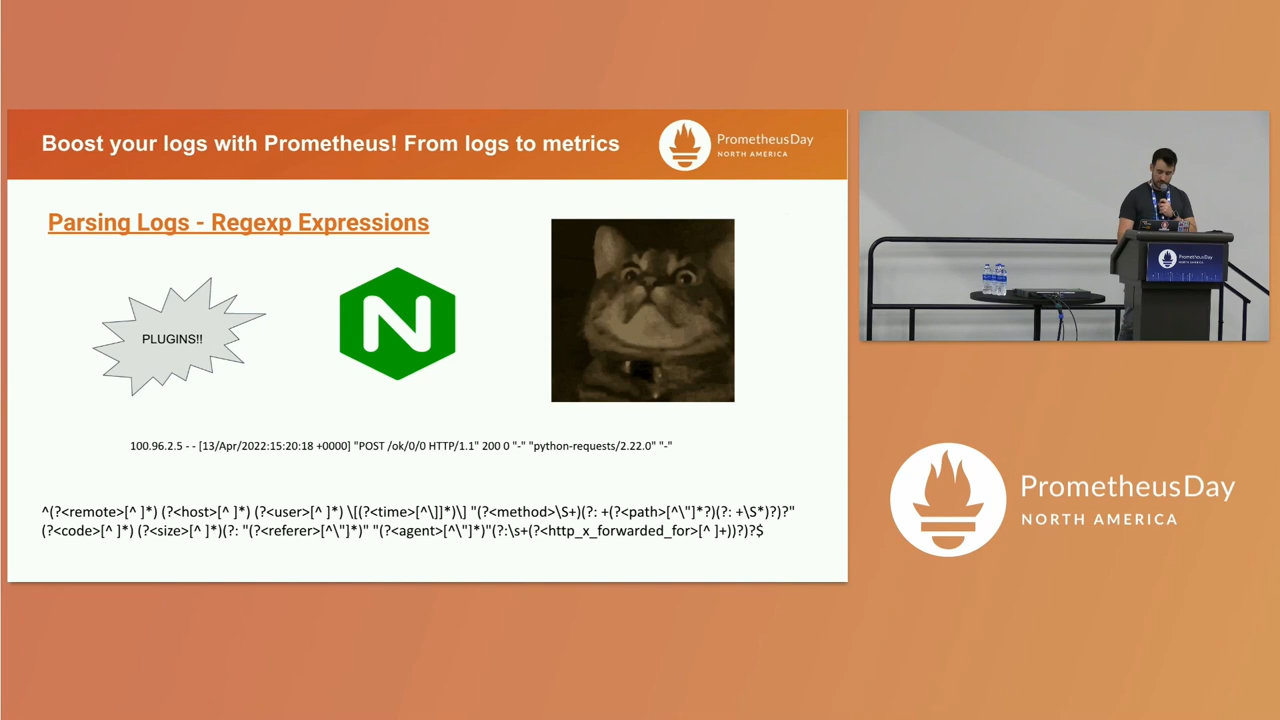 Boost your logs with Prometheus! From logs to metrics
PrometheusDay
NORTH AMERICA
Parsing Logs - Regexp Expressions
PLUGINS!!
N
100.96.2.5 - - [13/Apr/2022:15:20:18 +0000] "POST /ok/0/0 HTTP/1.1" 200 0 "-" "python-requests/2.22.0" "-"
^(?<remote>[^ ]*) (?<host>[^ ]*) (?<user>[^ ]*) \[(?<time>[^\]]*)\] "(?<method>\S+)(?: +(?<path>[^\"]*?)(?: +\S*)?)?"
(?<code>[^ ]*) (?<size>[^ ]*)(?: "(?<referer>[^\"]*)" "(?<agent>[^\"]*)"(?:\s+(?<http_x_forwarded_for>[^ ]+))?)?$
PrometheusDay
PrometheusDay
NORTH AMERICA